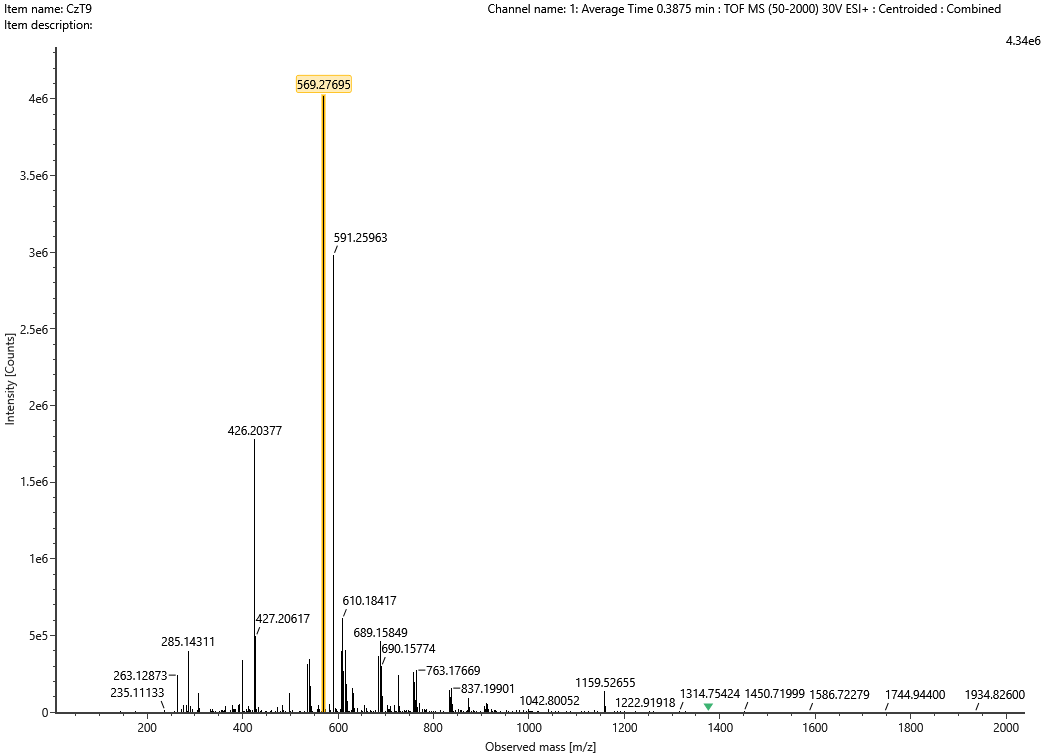 Item name: CzT9
Channel name: 1: Average Time 0.3875 min : TOF MS (50-2000) 30V ESI+ : Centroided : Combined
Item description:
4.34e6
569.27695
4e6
3.5e6
591.25963
3e6
2.5e6
Intensity [Counts]
2e6
426.20377
1.5e6
1e6
610.18417
427.20617
689.15849
5e5
285.14311
690.15774
263.12873
763.17669
235.11133
837.19901
1159.52655
1042.80052
1222.91918
1314.75424
1450.71999
1586.72279
1744.94400
1934.82600
0
200
400
600
800
1000
1200
1400
1600
1800
2000
Observed mass [m/z]